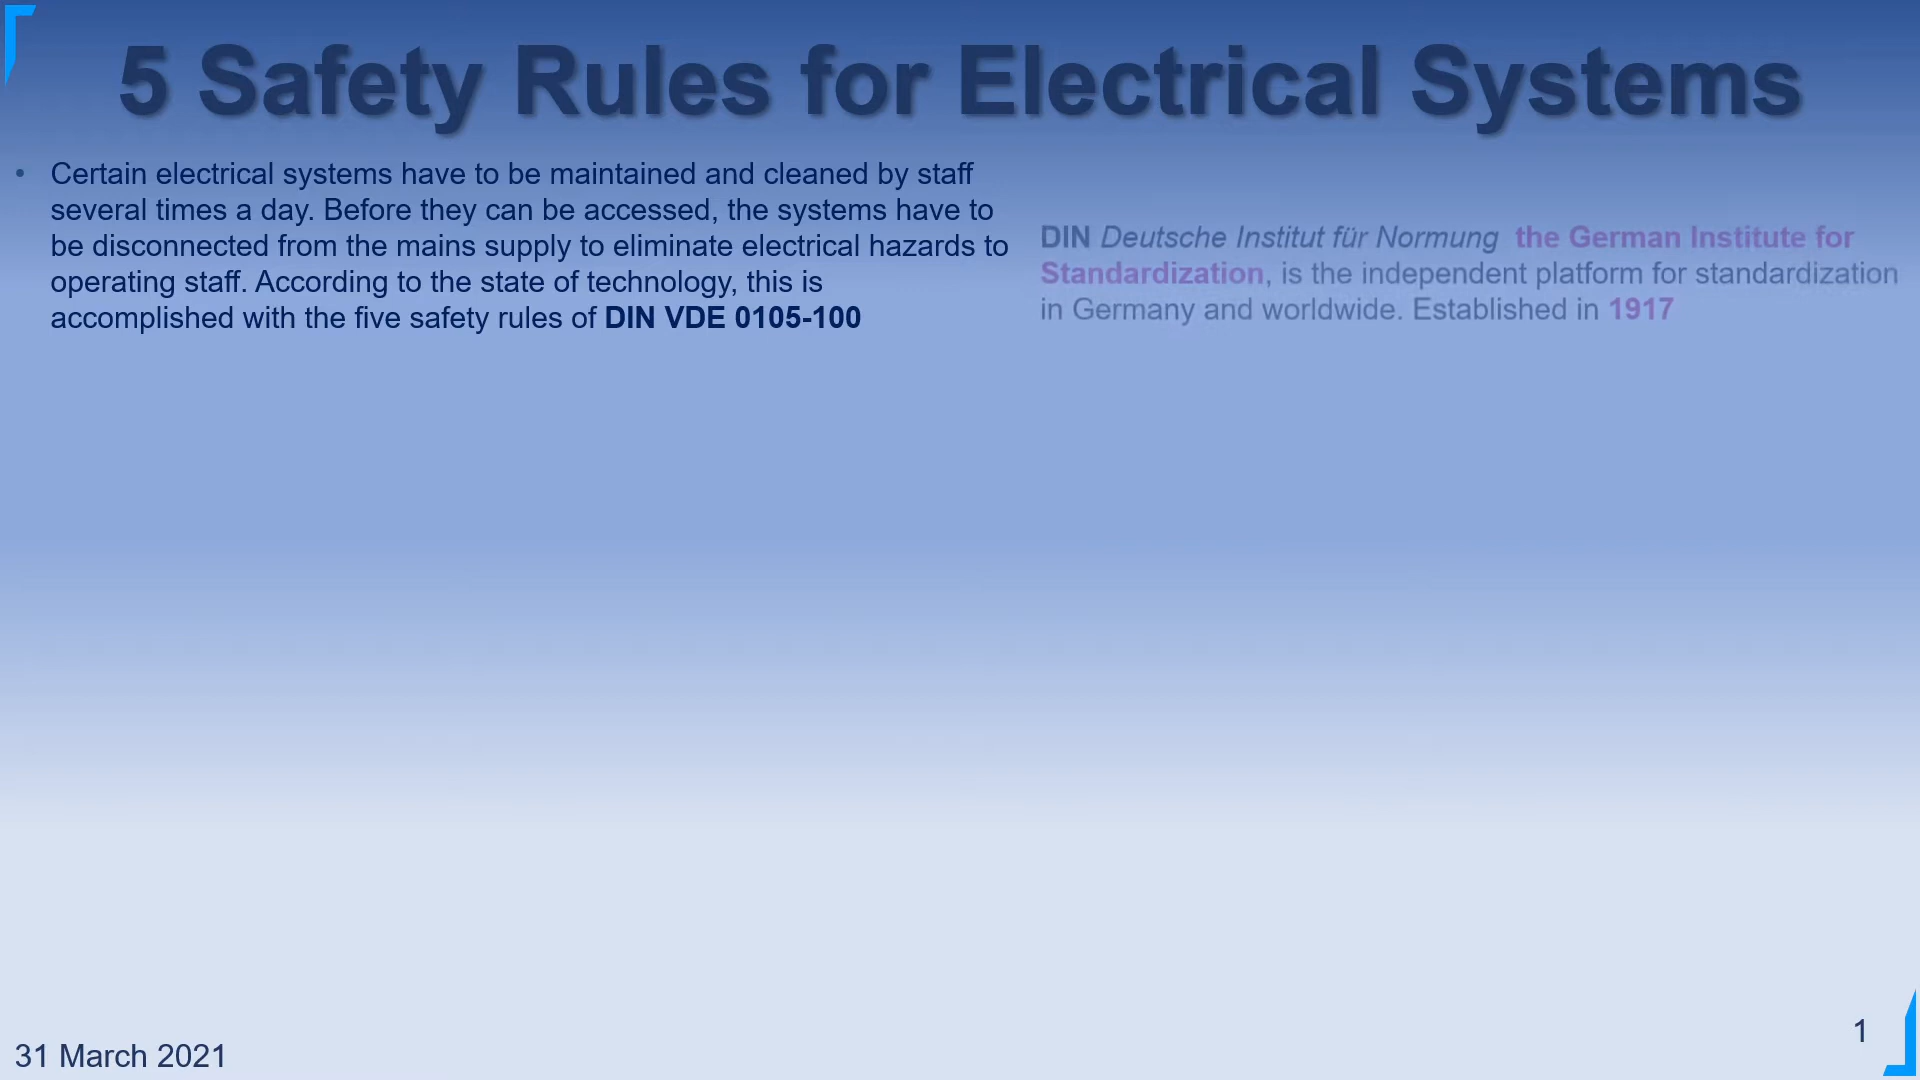 5 Safety Rules for Electrical Systems
• Certain electrical systems have to be maintained and cleaned by staff
several times a day. Before they can be accessed, the systems have to
be disconnected from the mains supply to eliminate electrical hazards to
operating staff. According to the state of technology, this is
accomplished with the five safety rules of DIN VDE 0105-100
DIN Deutsche Institut für Normung the German Institute for
Standardization, is the independent platform for standardization
in Germany and worldwide. Established in 1917
31 March 2021
1